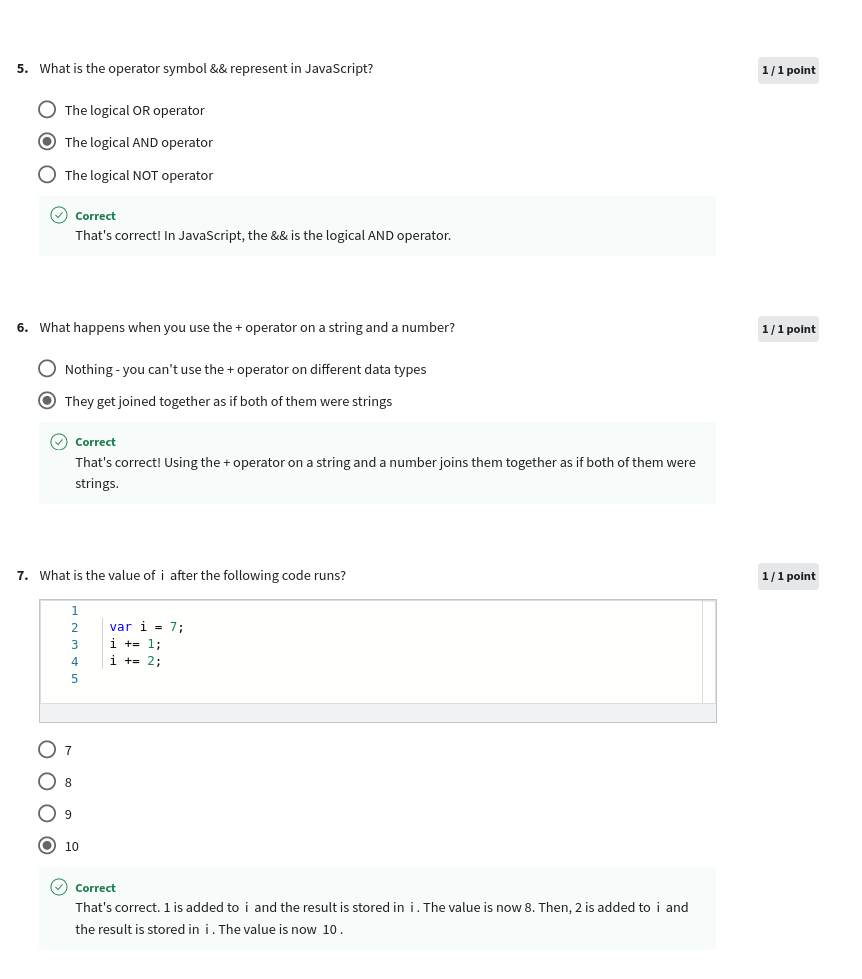 5. What is the operator symbol && represent in JavaScript?
1 / 1 point
The logical OR operator
The logical AND operator
The logical NOT operator
Correct
That's correct! In JavaScript, the && is the logical AND operator.
6. What happens when you use the + operator on a string and a number?
1 / 1 point
Nothing - you can't use the + operator on different data types
They get joined together as if both of them were strings
Correct
That's correct! Using the + operator on a string and a number joins them together as if both of them were
strings.
7. What is the value of i after the following code runs?
1 / 1 point
1
2 var i = 7;
3 i += 1;
4 i += 2;
5
7
8
9
10
Correct
That's correct. 1 is added to i and the result is stored in i. The value is now 8. Then, 2 is added to i and
the result is stored in i. The value is now 10.